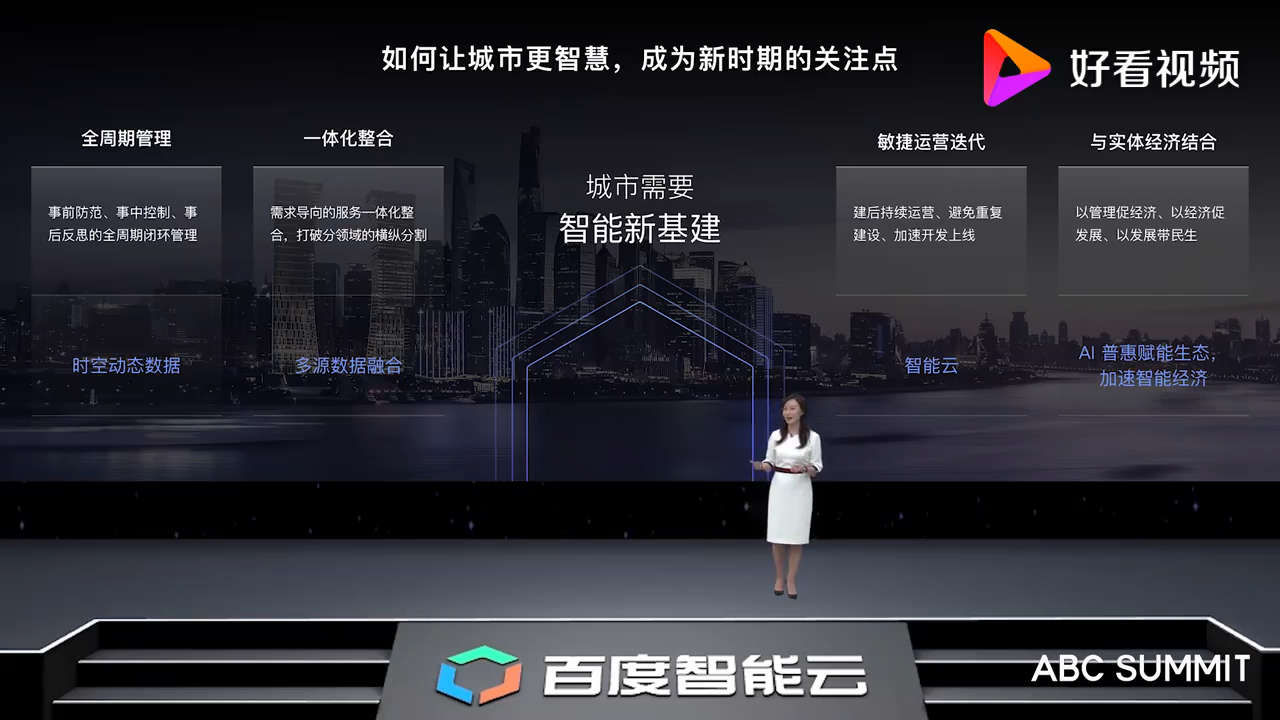 如何让城市更智慧，成为新时期的关注点
好看视频
全周期管理
事前防范、事中控制、事
后反思的全周期闭环管理
时空动态数据
一体化整合
需求导向的服务一体化整
合，打破分领域的横纵分割
多源数据融合
城市需要
智能新基建
敏捷运营迭代
建后持续运营、避免重复
建设、加速开发上线
智能云
与实体经济结合
以管理促经济、以经济促
发展、以发展带民生
AI 普惠赋能生态，
加速智能经济
百度智能云
ABC SUMMIT